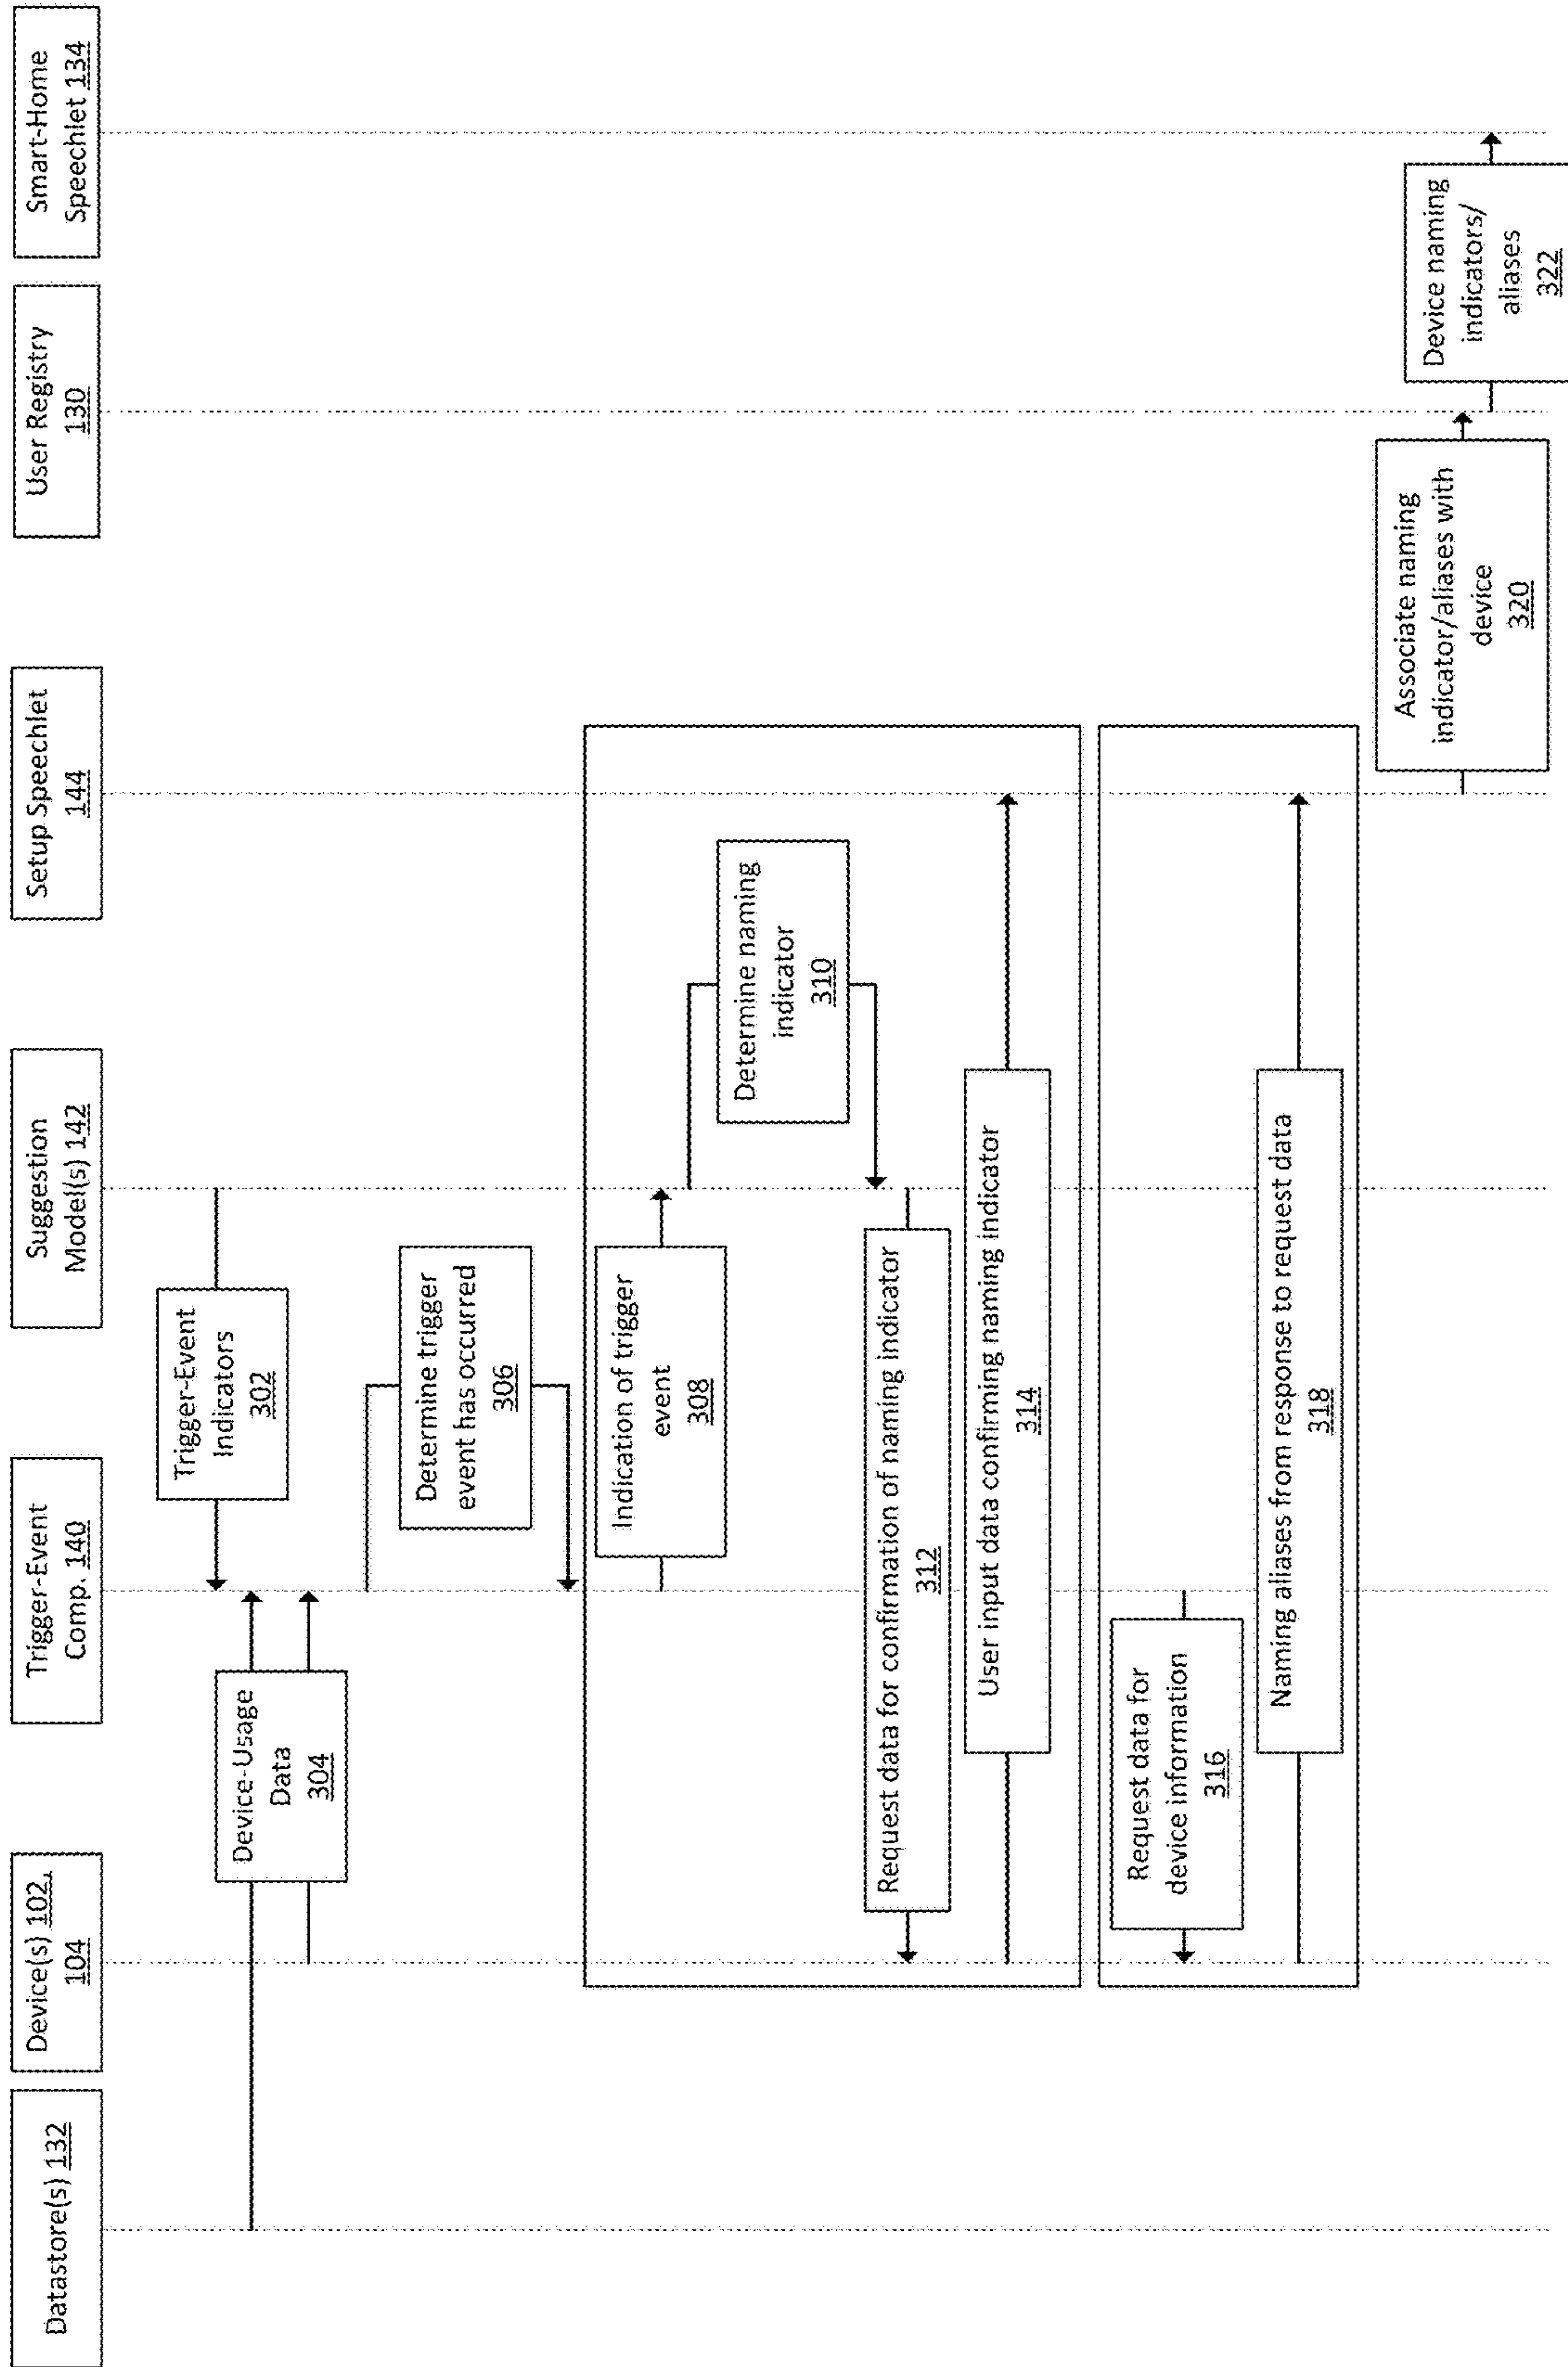 Datastore(s) 132
Device(s) 102,
104
Trigger-Event
Comp. 140
Suggestion
Model(s) 142
Setup Speechlet
144
User Registry
130
Smart-Home
Speechlet 134
Trigger-Event
Indicators
302
Device-Usage
Data
304
Determine trigger
event has occurred
306
Indication of trigger
event
308
Determine naming
indicator
310
Request data for confirmation of naming indicator
312
User input data confirming naming indicator
314
Request data for
device information
316
Naming aliases from response to request data
318
Associate naming
indicator/aliases with
device
320
Device naming
indicators/
aliases
322